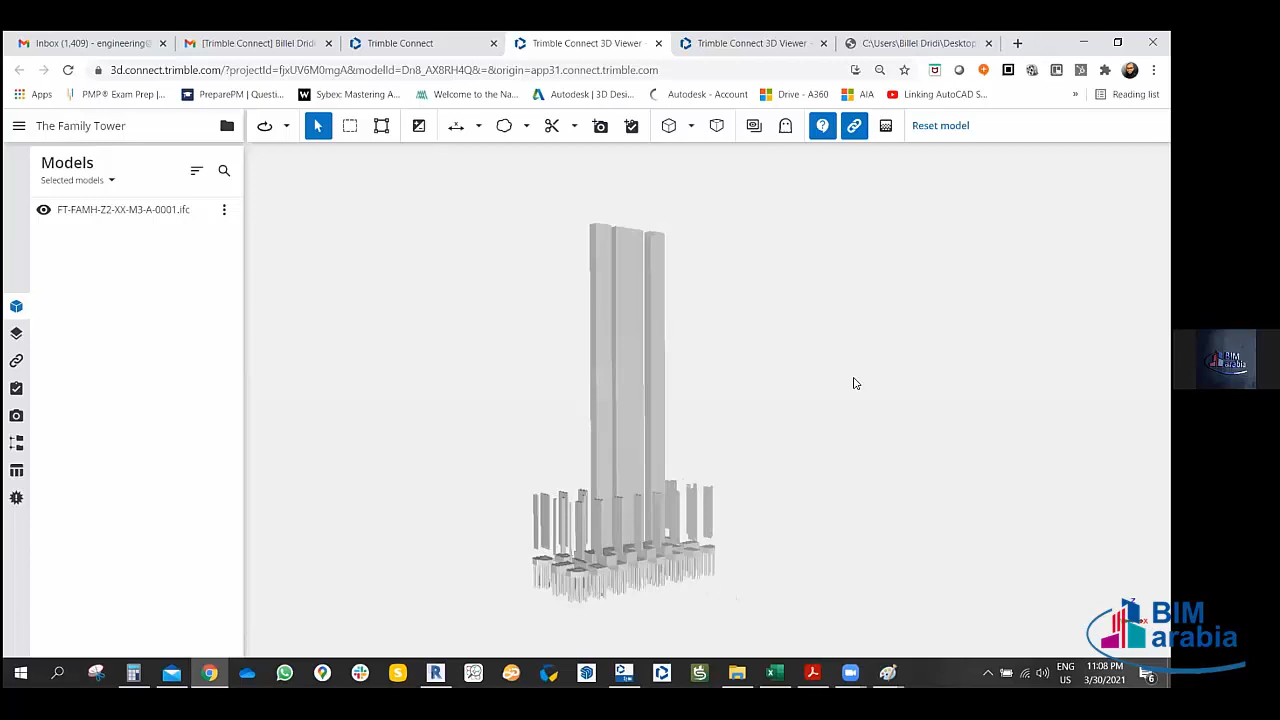 Inbox (1,409) - engineering@
[Trimble Connect] Billel Dridi
Trimble Connect
Trimble Connect 3D Viewer -
Trimble Connect 3D Viewer -
C:\Users\Billel Dridi\Desktop
3d.connect.trimble.com/?projectId=fjxUV6M0mgA&modelId=Dn8_AX8RH4Q&=&origin=app31.connect.trimble.com
Apps
PMP® Exam Prep |...
PreparePM | Questi...
Sybex: Mastering A...
Welcome to the Na...
Autodesk | 3D Desi...
Autodesk - Account
Drive - A360
AIA
Linking AutoCAD S...
»
Reading list
The Family Tower
Reset model
Models
Selected models
FT-FAMH-Z2-XX-M3-A-0001.ifc
BIM
arabia
BIM
arabia
ENG
US
11:08 PM
3/30/2021
6